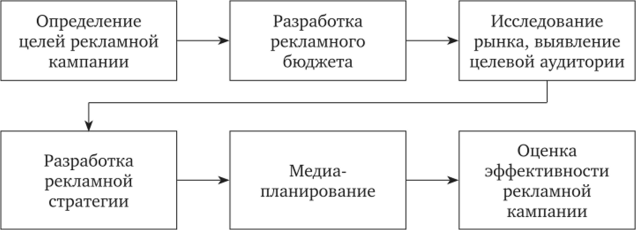 Определение
целей рекламной
кампании
Разработка
рекламного
бюджета
Исследование
рынка, выявление
целевой аудитории
Разработка
рекламной
стратегии
Медиа-
планирование
Оценка
эффективности
рекламной
кампании